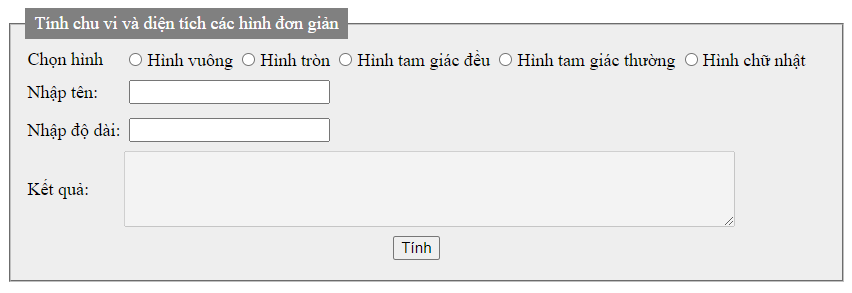 Tính chu vi và diện tích các hình đơn giản
Chọn hình Hình vuông Hình tròn Hình tam giác đều Hình tam giác thường Hình chữ nhật
Nhập tên:
Nhập độ dài:
Kết quả:
Tính